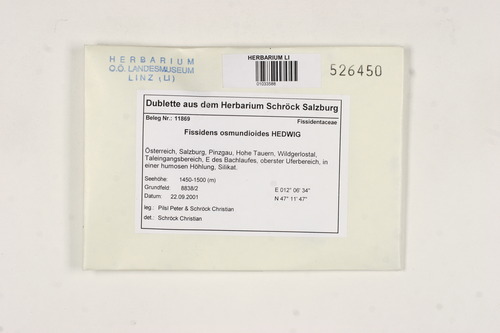 HERBARIUM
O.Ö. LANDESMUSEUM
LINZ (LI)
HERBARIUM LI
01033986
526450
Dublette aus dem Herbarium Schröck Salzburg
Beleg Nr.: 11869
Fissidentaceae
Fissidens osmundioides HEDWIG
Österreich, Salzburg, Pinzgau, Hohe Tauern, Wildgerlostal,
Taleingangsbereich, E des Bachlaufes, oberster Uferbereich, in
einer humosen Höhlung, Silikat.
Seehöhe: 1450-1500 (m)
Grundfeld: 8838/2 E 012° 06' 34"
Datum: 22.09.2001 N 47° 11' 47"
leg.: Pilsl Peter & Schröck Christian
det.: Schröck Christian